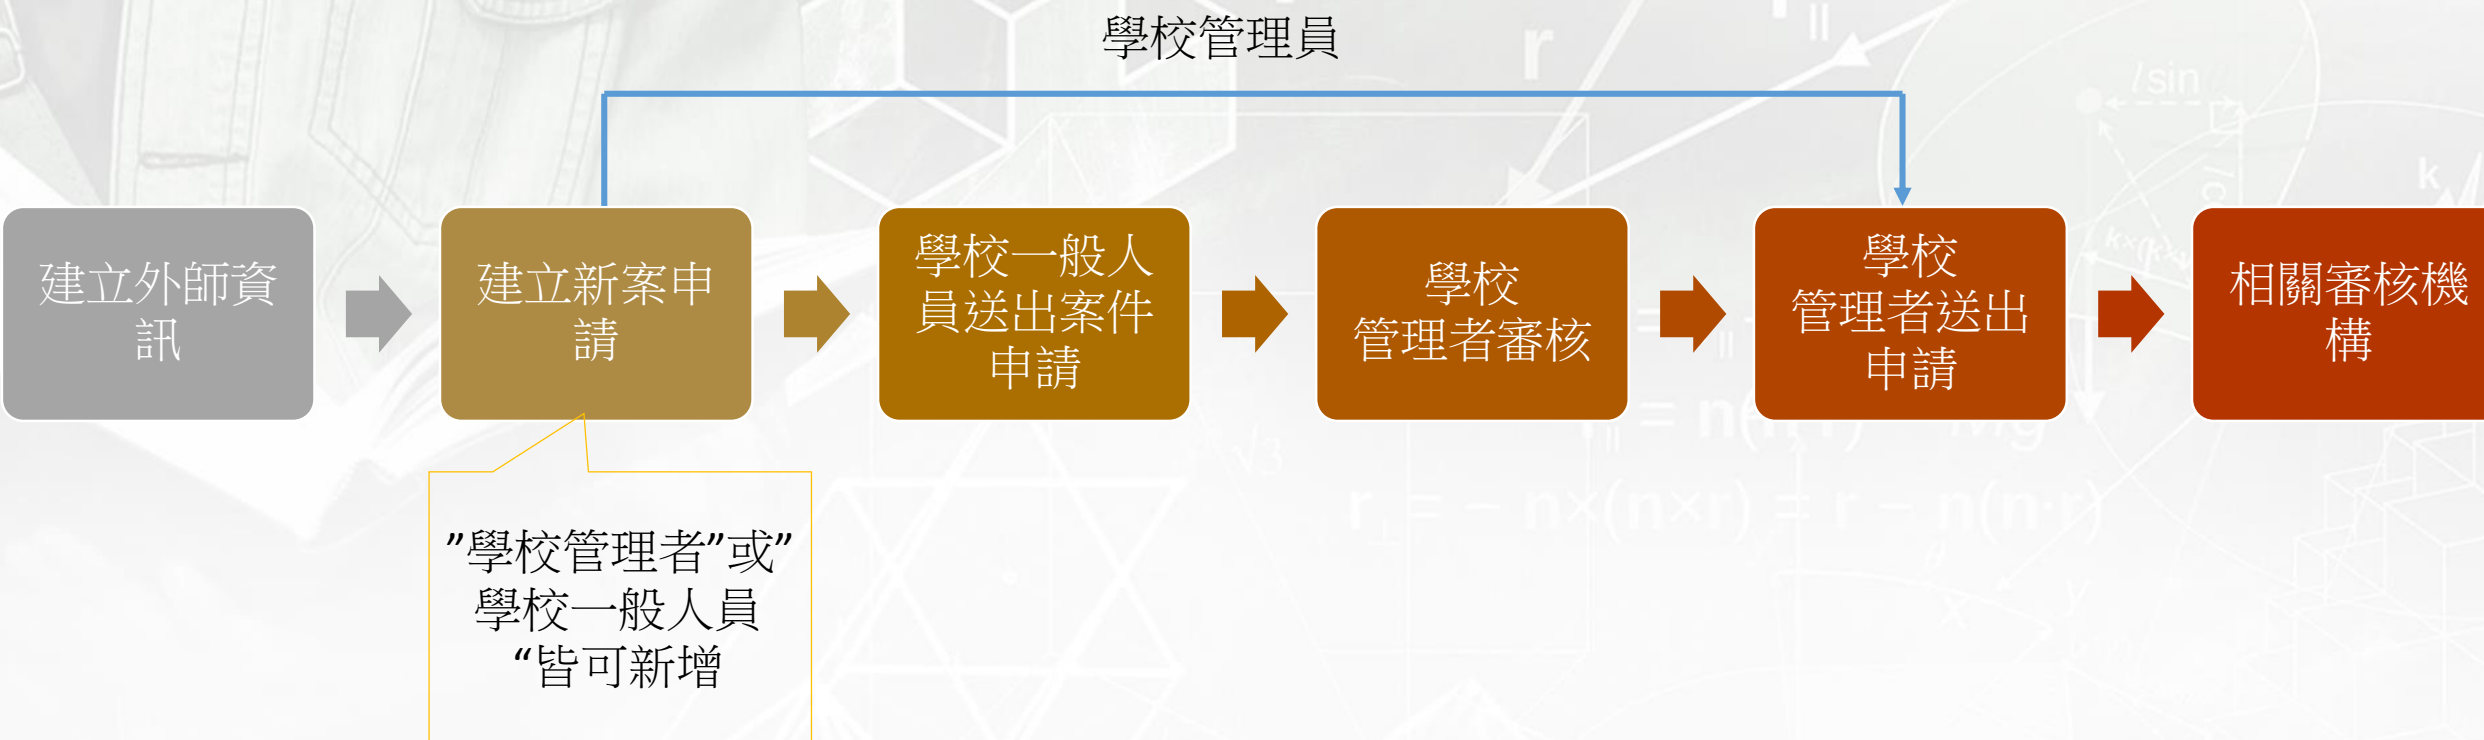 學校管理員
建立外師資
訊
建立新案申
請
學校一般人
員送出案件
申請
學校
管理者審核
學校
管理者送出
申請
相關審核機
構
”學校管理者”或”
學校一般人員
“皆可新增